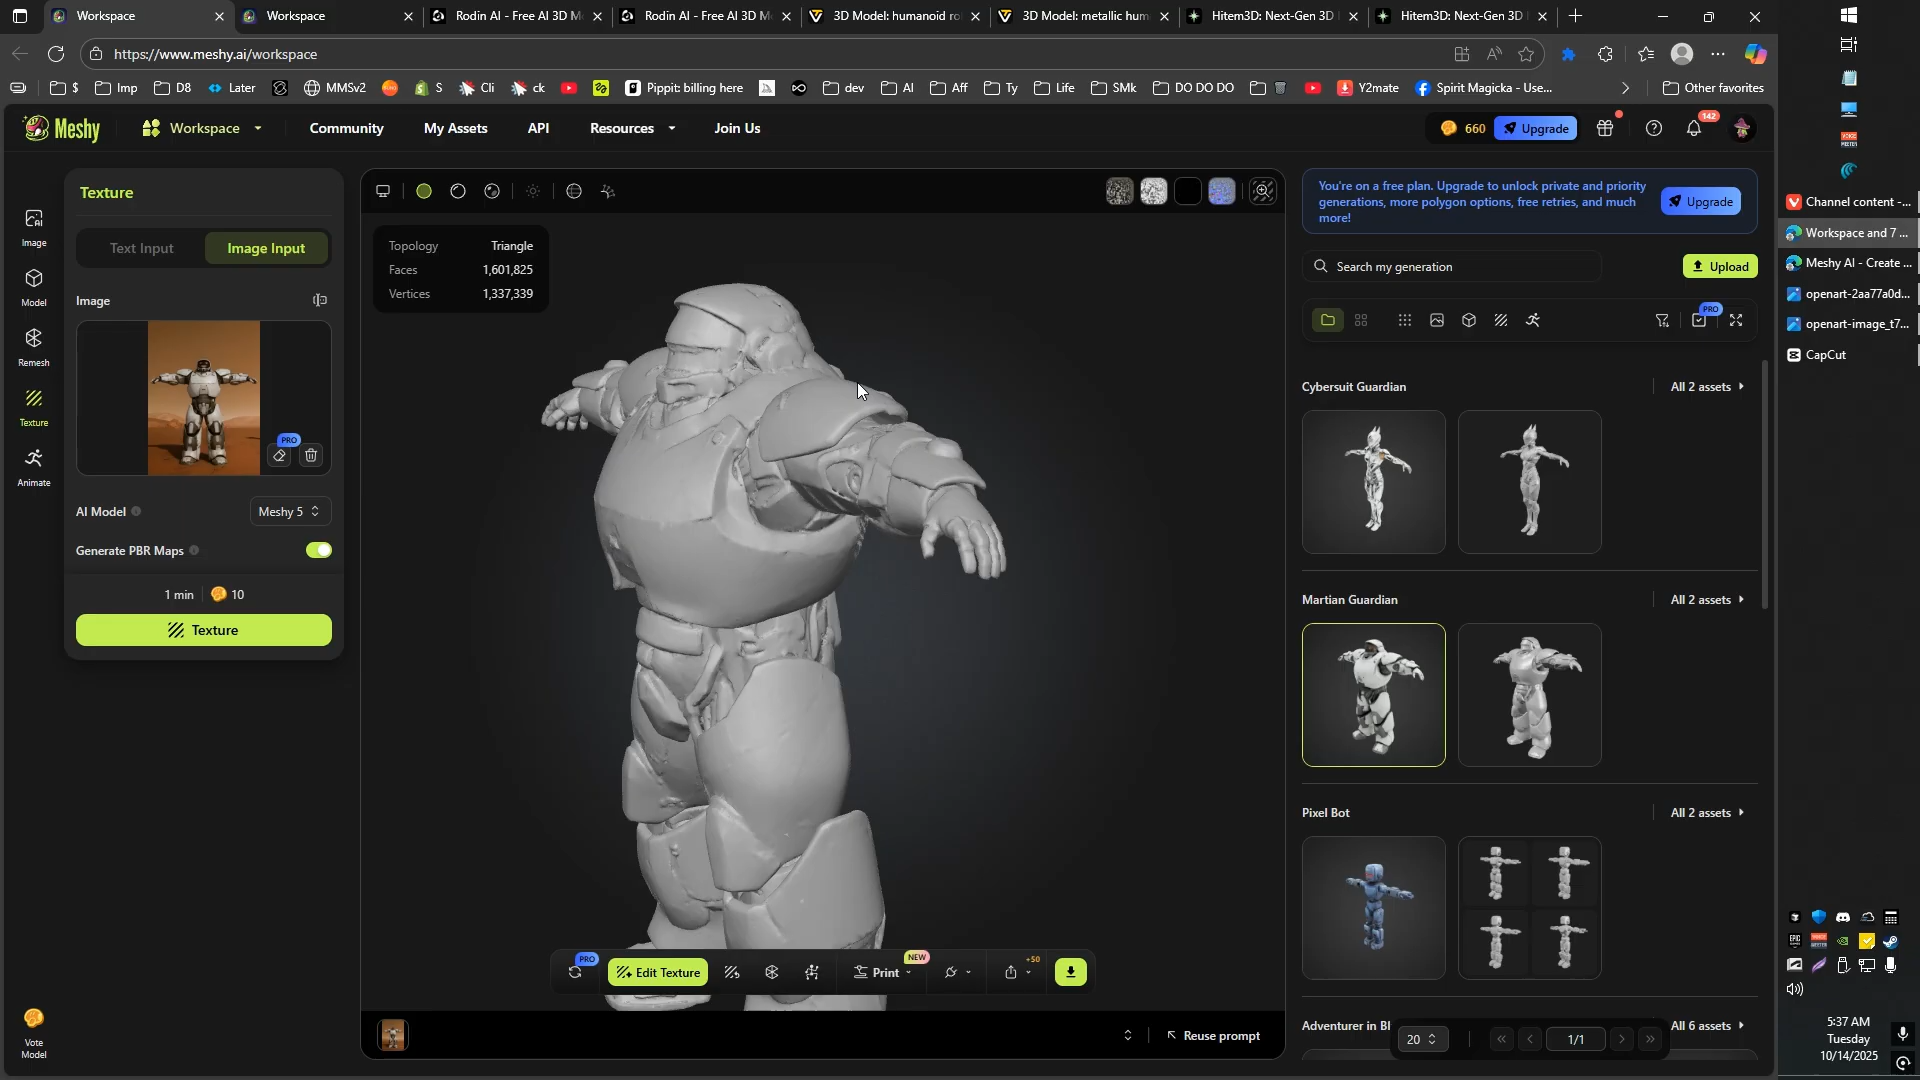 Workspace
Workspace
Rodin AI - Free AI 3D M
Rodin AI - Free AI 3D M
3D Model: humanoid ro
3D Model: metallic hum
Hitem3D: Next-Gen 3D
Hitem3D: Next-Gen 3D
https://www.meshy.ai/workspace
$
Imp
D8
Later
MMSv2
S
Cli
ck
Pippit: billing here
dev
AI
Aff
Ty
Life
SMk
DO DO DO
Y2mate
Spirit Magicka - Use...
Other favorites
Meshy
Workspace
Community
My Assets
API
Resources
Join Us
660
Upgrade
142
Texture
Text Input
Image Input
Image
PRO
AI Model
Meshy 5
Generate PBR Maps
1 min
10
Texture
Image
Model
Remesh
Texture
Animate
Vote
Model
Topology Triangle
Faces 1,601,825
Vertices 1,337,339
PRO
Edit Texture
Print
NEW
+50
Reuse prompt
You're on a free plan. Upgrade to unlock private and priority
generations, more polygon options, free retries, and much
more!
Upgrade
Search my generation
Upload
PRO
Cybersuit Guardian
All 2 assets
Martian Guardian
All 2 assets
Pixel Bot
All 2 assets
Adventurer in Bl
All 6 assets
20
1/1
Channel content -...
Workspace and 7 ...
Meshy AI - Create ...
openart-2aa77a0d...
openart-image_t7...
CapCut
5:37 AM
Tuesday
10/14/2025